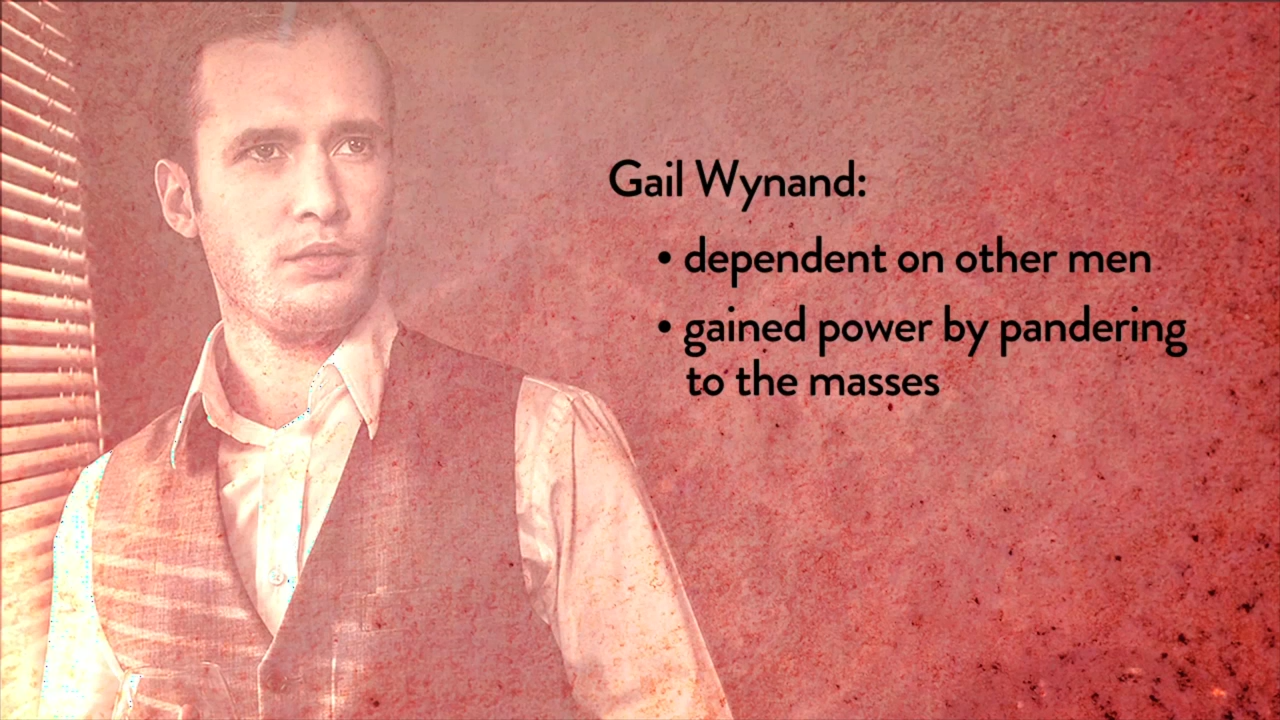 Gail Wynand:
• dependent on other men
• gained power by pandering
to the masses